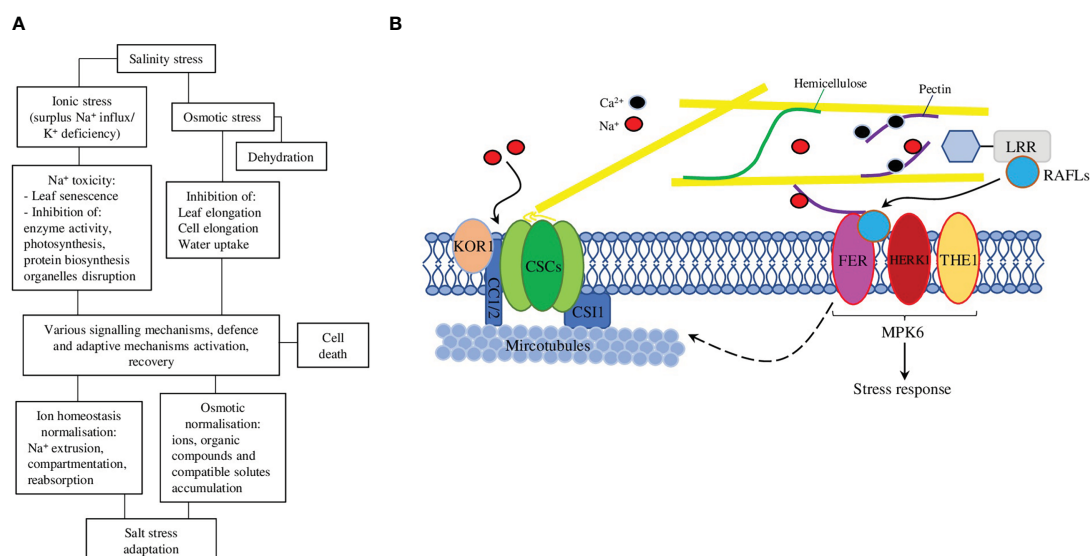 A
Salinity stress
Ionic stress
(surplus Na⁺ influx/
K⁺ deficiency)
Osmotic stress
Dehydration
Na⁺ toxicity:
- Leaf senescence
- Inhibition of:
enzyme activity,
photosynthesis,
protein biosynthesis
organelles disruption
Inhibition of:
Leaf elongation
Cell elongation
Water uptake
Various signalling mechanisms, defence
and adaptive mechanisms activation,
recovery
Cell
death
Ion homeostasis
normalisation:
Na⁺ extrusion,
compartmentation,
reabsorption
Osmotic
normalisation:
ions, organic
compounds and
compatible solutes
accumulation
Salt stress
adaptation
B
Hemicellulose
Pectin
Ca²⁺
Na⁺
LRR
RAFLs
KOR1
CSCs
CC1/2
CSI1
Mircotubules
FER
HERK1
THE1
MPK6
Stress response